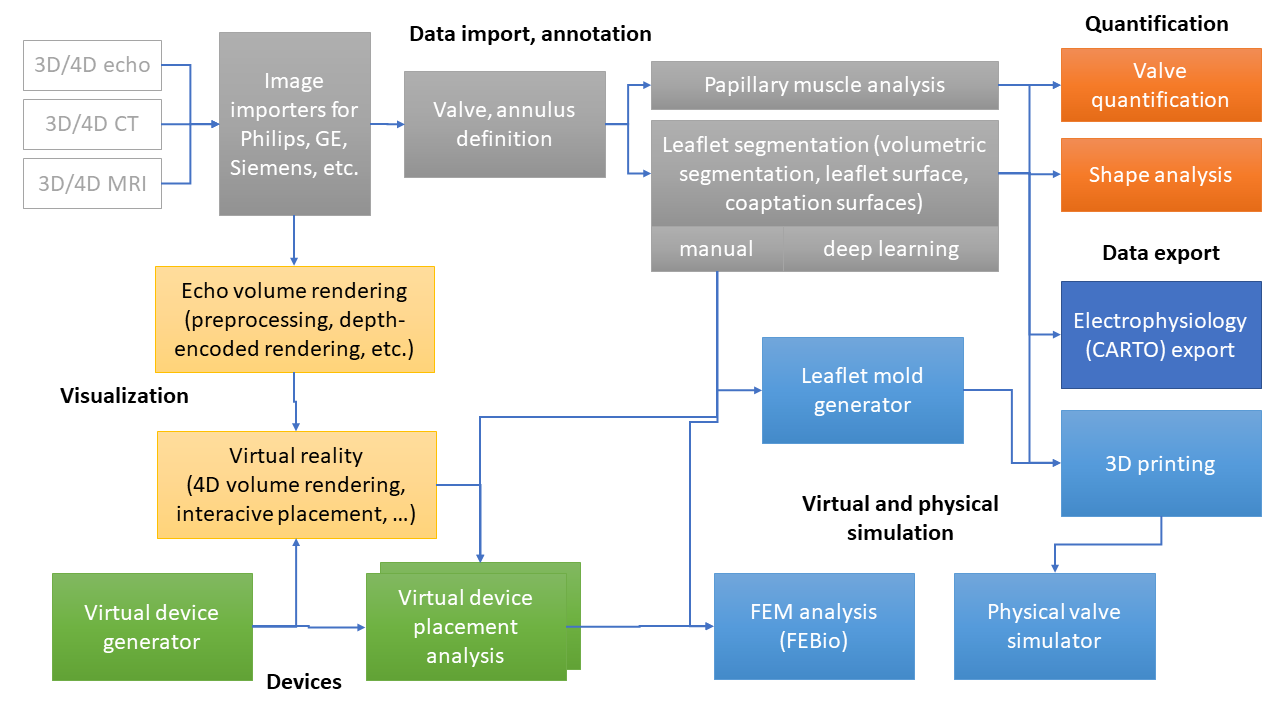 Data import, annotation
Quantification
3D/4D echo
3D/4D CT
3D/4D MRI
Image
importers for
Philips, GE,
Siemens, etc.
Valve, annulus
definition
Papillary muscle analysis
Leaflet segmentation (volumetric
segmentation, leaflet surface,
coaptation surfaces)
manual
deep learning
Valve
quantification
Shape analysis
Data export
Electrophysiology
(CARTO) export
Echo volume rendering
(preprocessing, depth-
encoded rendering, etc.)
Visualization
Virtual reality
(4D volume rendering,
interacive placement, …)
Leaflet mold
generator
3D printing
Virtual and physical
simulation
Virtual device
generator
Devices
Virtual device
placement
analysis
FEM analysis
(FEBio)
Physical valve
simulator